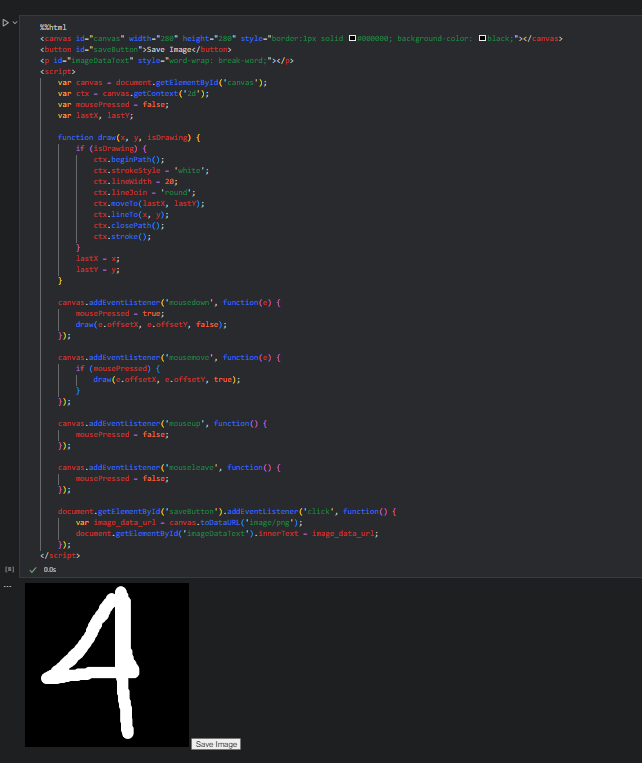 %%html
<canvas id="canvas" width="280" height="280" style="border:1px solid #000000; background-color: black;"></canvas>
<button id="saveButton">Save Image</button>
<p id="imageDataText" style="word-wrap: break-word;"></p>
<script>
    var canvas = document.getElementById('canvas');
    var ctx = canvas.getContext('2d');
    var mousePressed = false;
    var lastX, lastY;

    function draw(x, y, isDrawing) {
        if (isDrawing) {
            ctx.beginPath();
            ctx.strokeStyle = 'white';
            ctx.lineWidth = 20;
            ctx.lineJoin = 'round';
            ctx.moveTo(lastX, lastY);
            ctx.lineTo(x, y);
            ctx.closePath();
            ctx.stroke();
        }
        lastX = x;
        lastY = y;
    }

    canvas.addEventListener('mousedown', function(e) {
        mousePressed = true;
        draw(e.offsetX, e.offsetY, false);
    });

    canvas.addEventListener('mousemove', function(e) {
        if (mousePressed) {
            draw(e.offsetX, e.offsetY, true);
        }
    });

    canvas.addEventListener('mouseup', function() {
        mousePressed = false;
    });

    canvas.addEventListener('mouseleave', function() {
        mousePressed = false;
    });

    document.getElementById('saveButton').addEventListener('click', function() {
        var image_data_url = canvas.toDataURL('image/png');
        document.getElementById('imageDataText').innerText = image_data_url;
    });
</script>
0.0s
...
4
Save Image